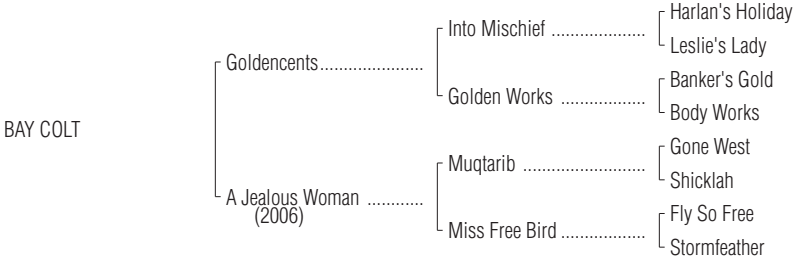 Harlan's Holiday
Into Mischief ....................
Leslie's Lady
Goldencents......................
Banker's Gold
Golden Works ..................
Body Works
BAY COLT
Gone West
Muqtarib ..........................
Shicklah
A Jealous Woman ............
(2006)
Fly So Free
Miss Free Bird ..................
Stormfeather